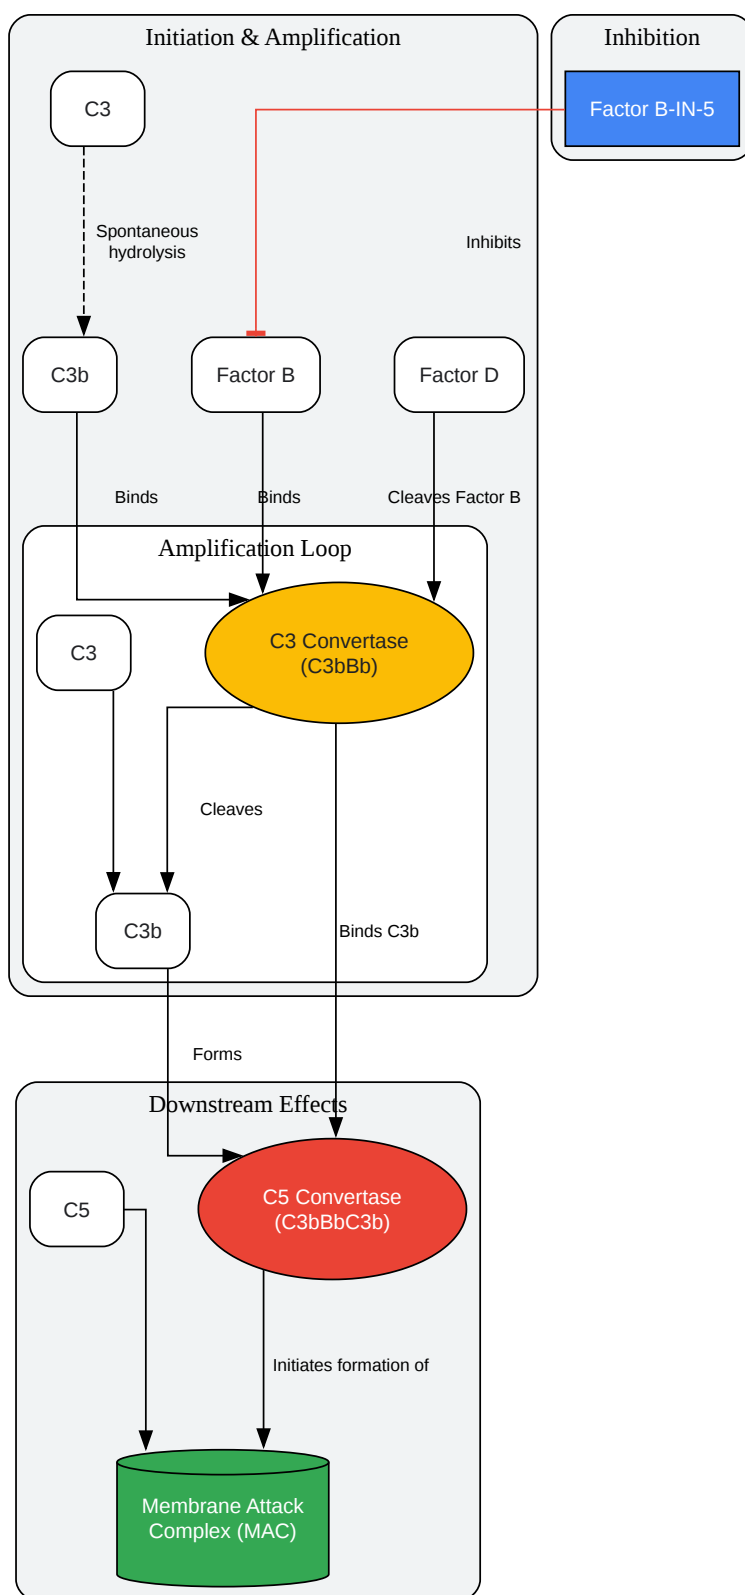 Initiation & Amplification
Inhibition
C3
Factor B-IN-5
Spontaneous
hydrolysis
Inhibits
C3b
Factor B
Factor D
Binds
Binds
Cleaves Factor B
Amplification Loop
C3
C3 Convertase
(C3bBb)
Cleaves
C3b
Binds C3b
Forms
Downstream Effects
C5
C5 Convertase
(C3bBbC3b)
Initiates formation of
Membrane Attack
Complex (MAC)